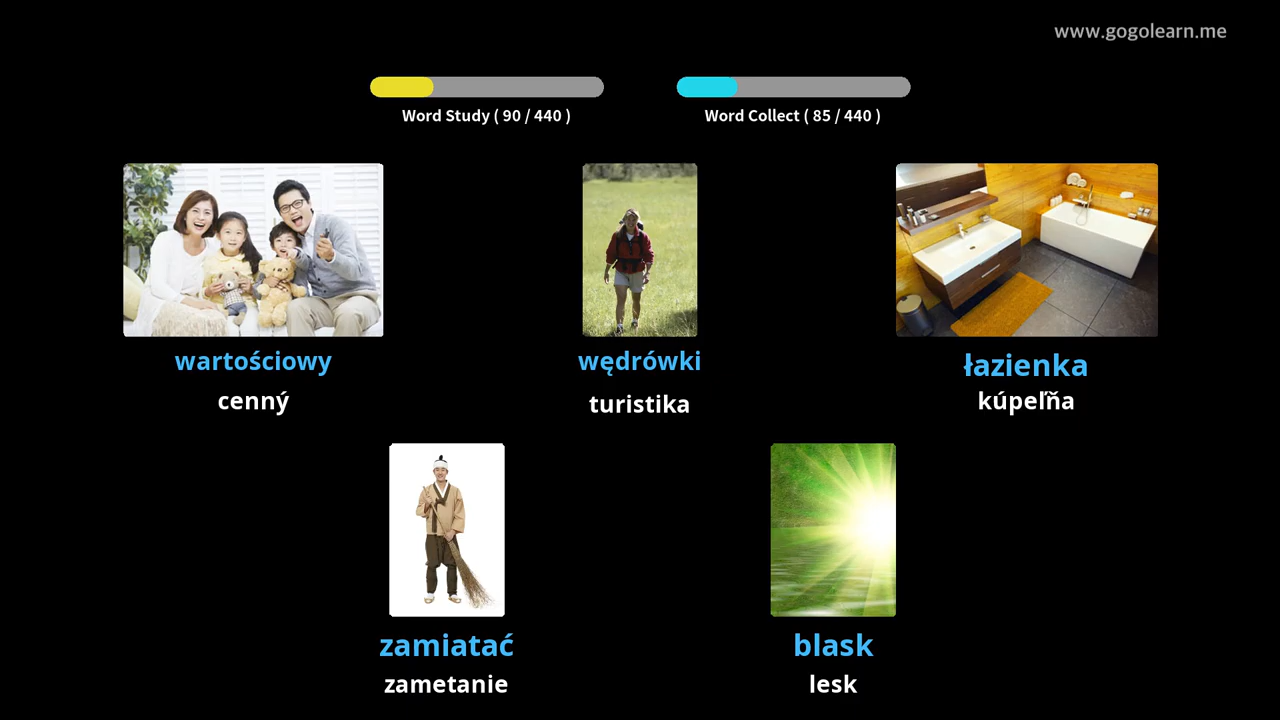 www.gogolearn.me
Word Study ( 90 / 440 )
Word Collect ( 85 / 440 )
wartościowy
cenný
wędrówki
turistika
łazienka
kúpeľňa
zamiatać
zametanie
blask
lesk